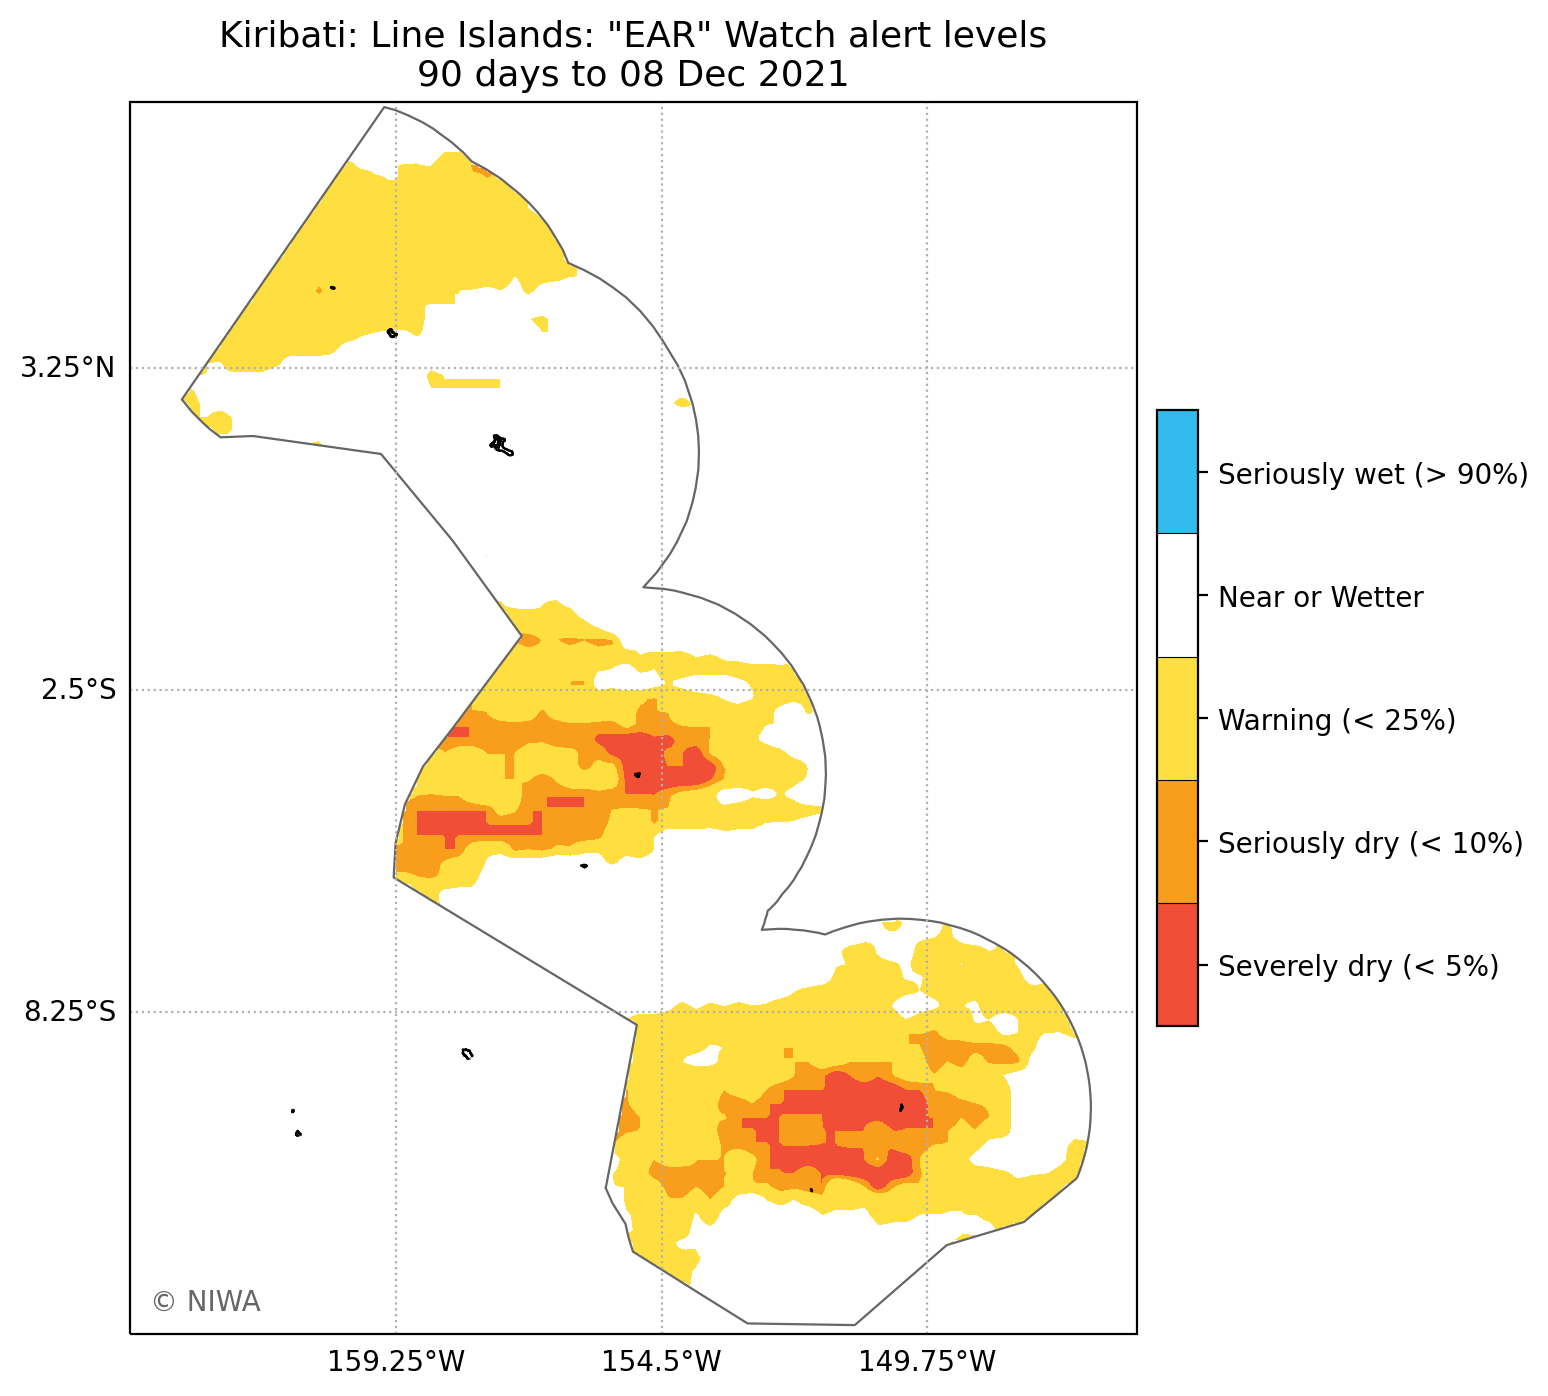 Kiribati: Line Islands: "EAR" Watch alert levels
90 days to 08 Dec 2021
3.25°N
2.5°S
8.25°S
159.25°W
154.5°W
149.75°W
Seriously wet (> 90%)
Near or Wetter
Warning (< 25%)
Seriously dry (< 10%)
Severely dry (< 5%)
© NIWA